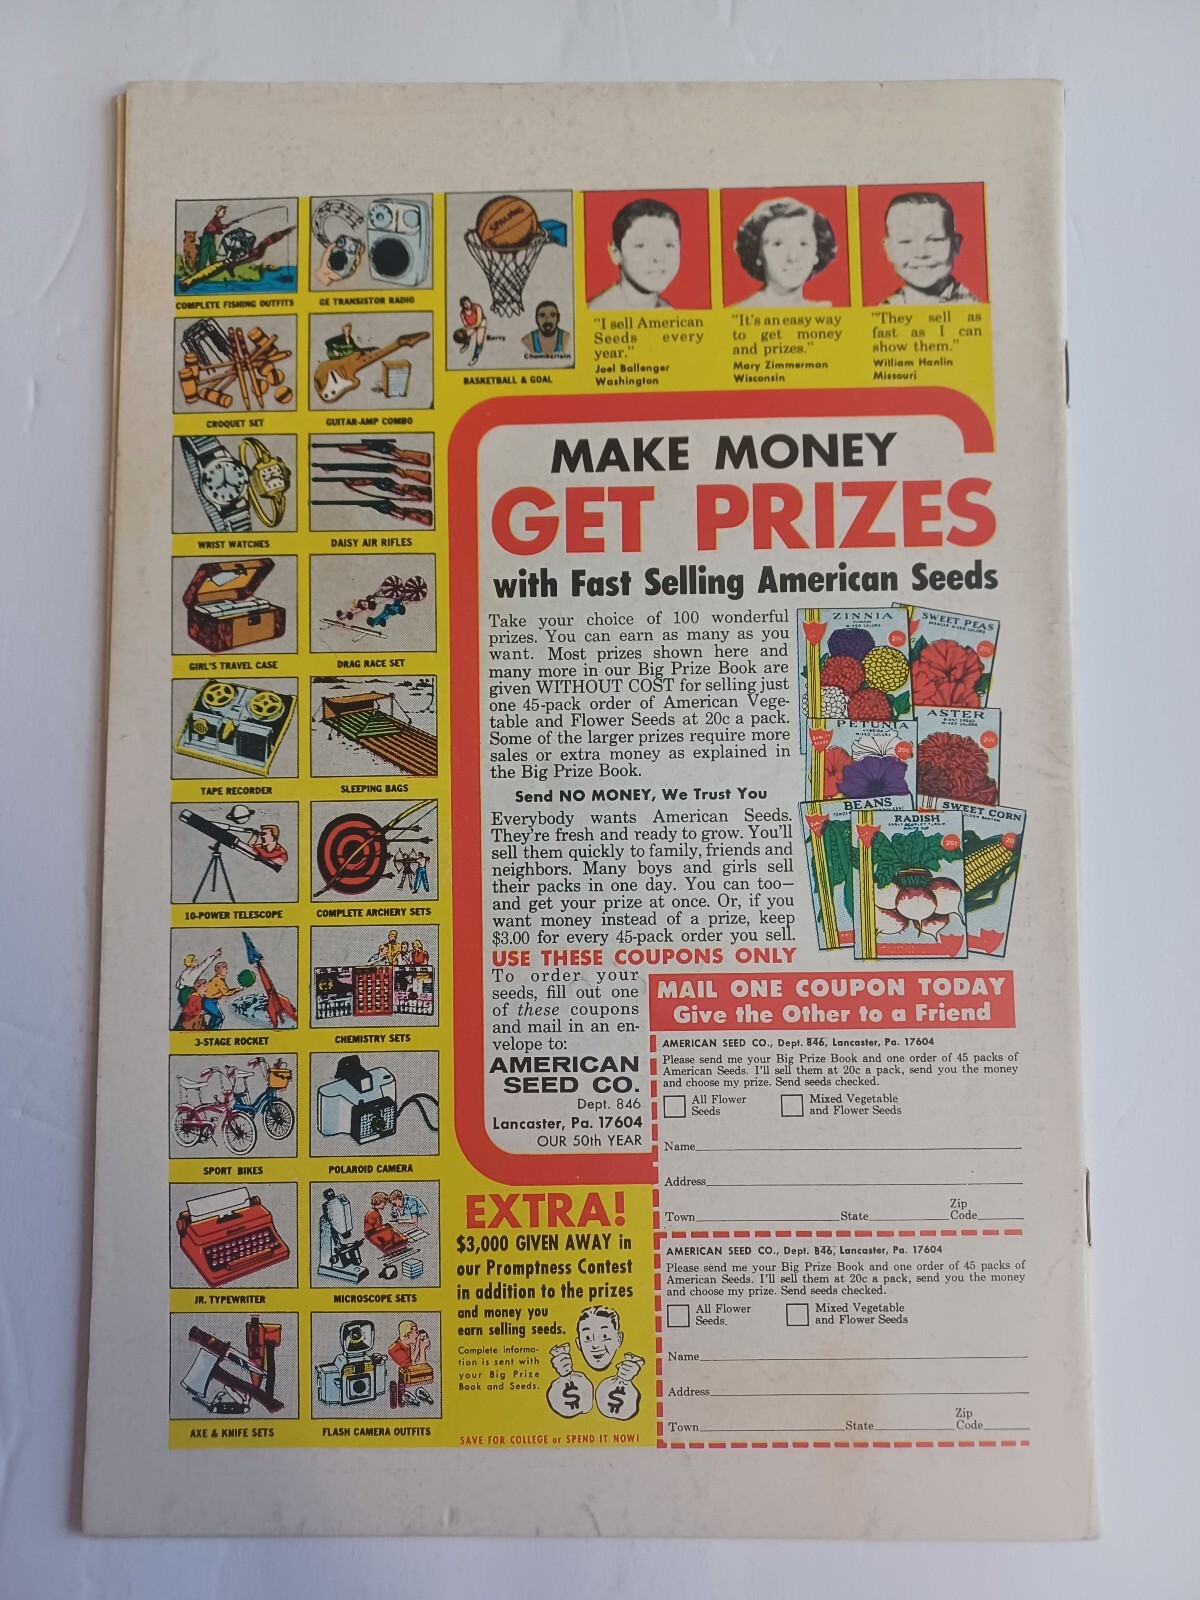 COMPLETE FISHING OUTFITS
GE TRANSISTOR RADIO
SPALDING
Barry
Chamberlain
BASKETBALL & GOAL
"I sell American
Seeds every
year."
Joel Ballenger
Washington
"It's an easy way
to get money
and prizes."
Mary Zimmerman
Wisconsin
"They sell as
fast as I can
show them."
William Hanlin
Missouri
CROQUET SET
GUITAR-AMP COMBO
WRIST WATCHES
DAISY AIR RIFLES
GIRL'S TRAVEL CASE
DRAG RACE SET
TAPE RECORDER
SLEEPING BAGS
10-POWER TELESCOPE
COMPLETE ARCHERY SETS
3-STAGE ROCKET
CHEMISTRY SETS
SPORT BIKES
POLAROID CAMERA
JR. TYPEWRITER
MICROSCOPE SETS
AXE & KNIFE SETS
FLASH CAMERA OUTFITS
MAKE MONEY
GET PRIZES
with Fast Selling American Seeds
Take your choice of 100 wonderful
prizes. You can earn as many as you
want. Most prizes shown here and
many more in our Big Prize Book are
given WITHOUT COST for selling just
one 45-pack order of American Vege-
table and Flower Seeds at 20c a pack.
Some of the larger prizes require more
sales or extra money as explained in
the Big Prize Book.
Send NO MONEY, We Trust You
Everybody wants American Seeds.
They're fresh and ready to grow. You'll
sell them quickly to family, friends and
neighbors. Many boys and girls sell
their packs in one day. You can too—
and get your prize at once. Or, if you
want money instead of a prize, keep
$3.00 for every 45-pack order you sell.
USE THESE COUPONS ONLY
To order your
seeds, fill out one
of these coupons
and mail in an en-
velope to:
AMERICAN
SEED CO.
Dept. 846
Lancaster, Pa. 17604
OUR 50th YEAR
ZINNIA
MIXED COLORS
20¢
SWEET PEAS
MIXED COLORS
20¢
PETUNIA
20¢
ASTER
MIXED COLORS
20¢
BEANS
RADISH
20¢
SWEET CORN
20
MAIL ONE COUPON TODAY
Give the Other to a Friend
AMERICAN SEED CO., Dept. 846, Lancaster, Pa. 17604
Please send me your Big Prize Book and one order of 45 packs of
American Seeds. I'll sell them at 20c a pack, send you the money
and choose my prize. Send seeds checked.
All Flower
Seeds
Mixed Vegetable
and Flower Seeds
Name
Address
Town State Zip
Code
AMERICAN SEED CO., Dept. 846, Lancaster, Pa. 17604
Please send me your Big Prize Book and one order of 45 packs of
American Seeds. I'll sell them at 20c a pack, send you the money
and choose my prize. Send seeds checked.
All Flower
Seeds.
Mixed Vegetable
and Flower Seeds
Name
Address
Town State Zip
Code
EXTRA!
$3,000 GIVEN AWAY in
our Promptness Contest
in addition to the prizes
and money you
earn selling seeds.
Complete informa-
tion is sent with
your Big Prize
Book and Seeds.
$ $
SAVE FOR COLLEGE or SPEND IT NOW!